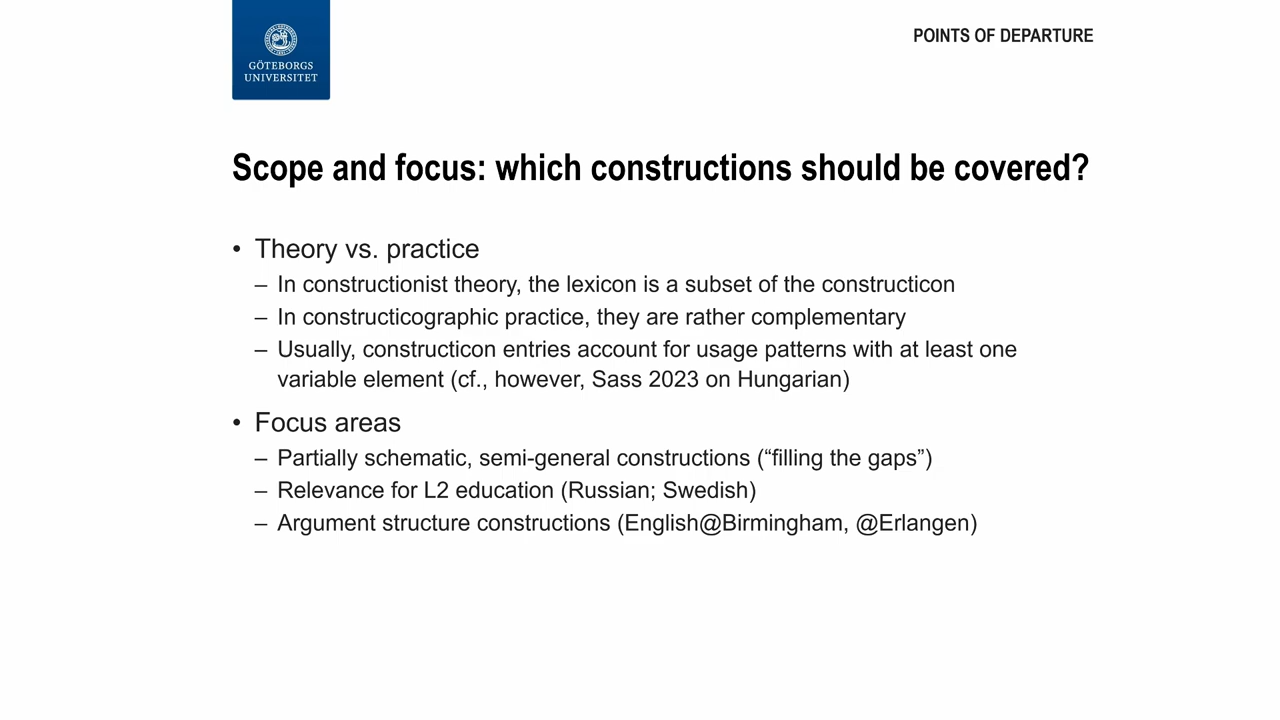 GÖTEBORGS
UNIVERSITET
POINTS OF DEPARTURE
Scope and focus: which constructions should be covered?
• Theory vs. practice
– In constructionist theory, the lexicon is a subset of the constructicon
– In constructicographic practice, they are rather complementary
– Usually, constructicon entries account for usage patterns with at least one
variable element (cf., however, Sass 2023 on Hungarian)
• Focus areas
– Partially schematic, semi-general constructions (“filling the gaps”)
– Relevance for L2 education (Russian; Swedish)
– Argument structure constructions (English@Birmingham, @Erlangen)